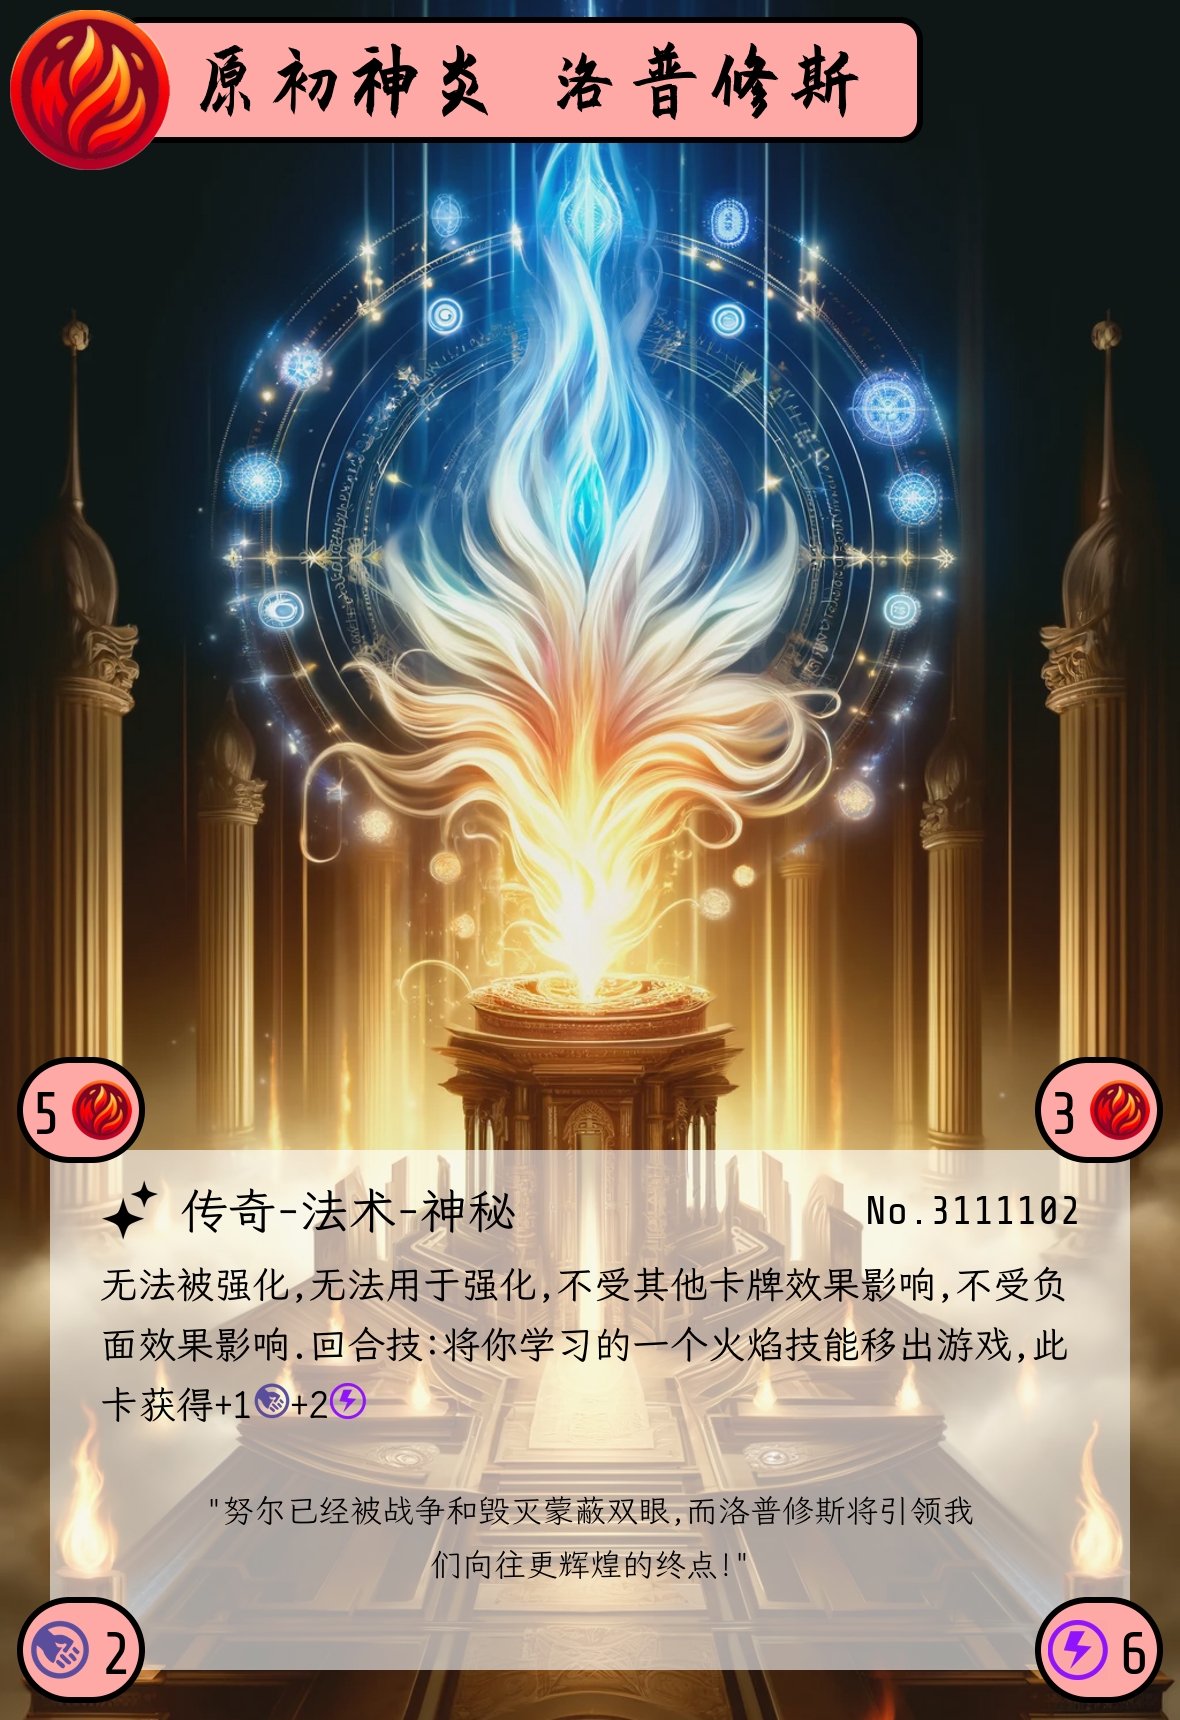 原初神炎 洛普修斯
5
3
传奇-法术-神秘
No.3111102
无法被强化,无法用于强化,不受其他卡牌效果影响,不受负
面效果影响.回合技:将你学习的一个火焰技能移出游戏,此
卡获得+1+2
"努尔已经被战争和毁灭蒙蔽双眼,而洛普修斯将引领我
们向往更辉煌的终点!"
2
6